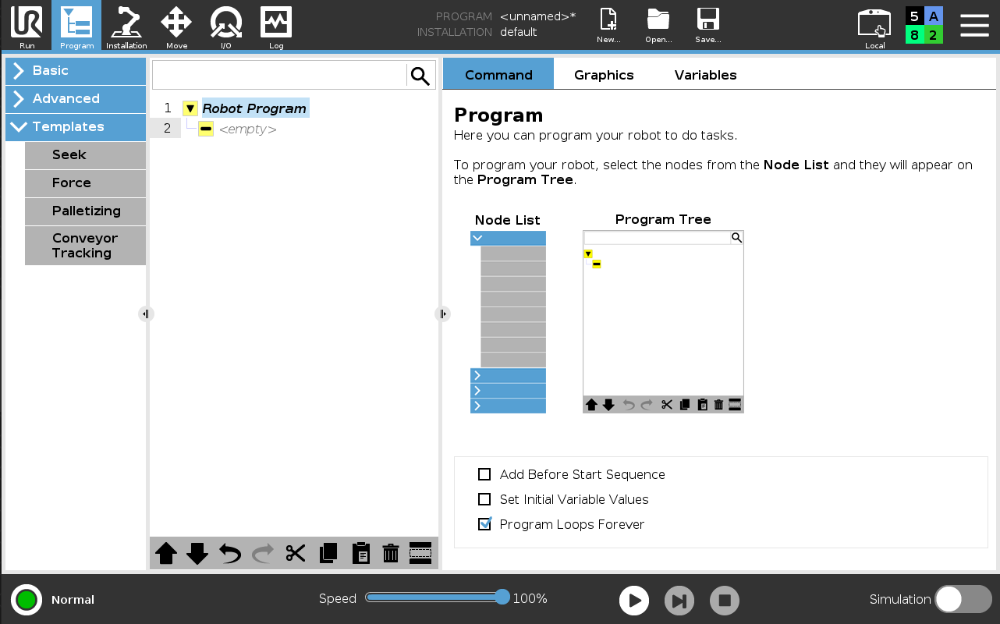 UR
Run
Program
Installation
Move
I/O
Log
PROGRAM <unnamed>*
INSTALLATION default
New...
Open...
Save...
Local
5 A
8 2
Basic
Advanced
Templates
Seek
Force
Palletizing
Conveyor
Tracking
1 Robot Program
2 <empty>
Command
Graphics
Variables
Program
Here you can program your robot to do tasks.
To program your robot, select the nodes from the Node List and they will appear on
the Program Tree.
Node List
Program Tree
Add Before Start Sequence
Set Initial Variable Values
Program Loops Forever
Normal
Speed 100%
Simulation